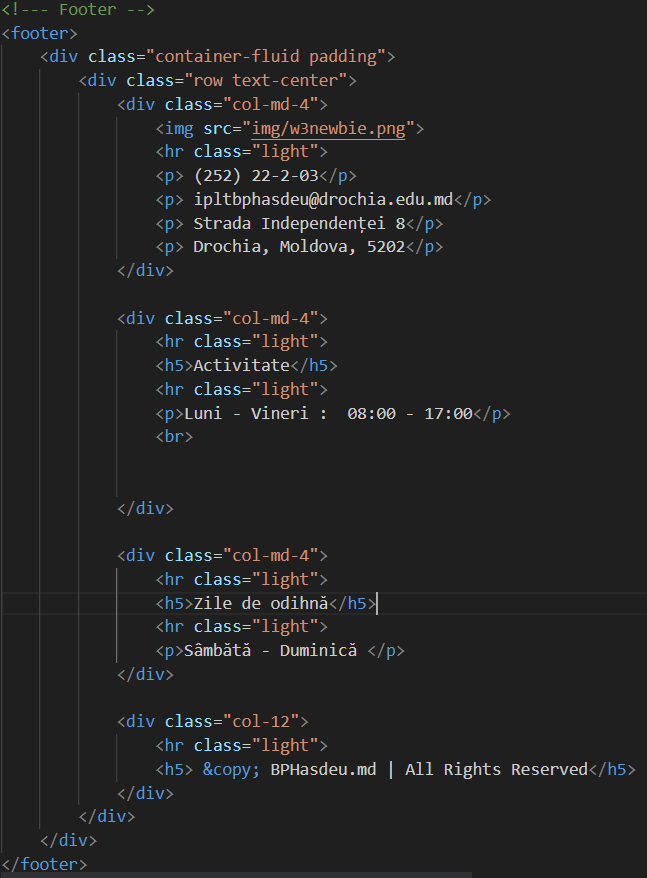 <!--- Footer -->
<footer>
    <div class="container-fluid padding">
        <div class="row text-center">
            <div class="col-md-4">
                <img src="img/w3newbie.png">
                <hr class="light">
                <p> (252) 22-2-03</p>
                <p> ipltbphasdeu@drochia.edu.md</p>
                <p> Strada Independenței 8</p>
                <p> Drochia, Moldova, 5202</p>
            </div>

            <div class="col-md-4">
                <hr class="light">
                <h5>Activitate</h5>
                <hr class="light">
                <p>Luni - Vineri :  08:00 - 17:00</p>
                <br>


            </div>

            <div class="col-md-4">
                <hr class="light">
                <h5>Zile de odihnă</h5>
                <hr class="light">
                <p>Sâmbătă - Duminică </p>
            </div>

            <div class="col-12">
                <hr class="light">
                <h5> &copy; BPHasdeu.md | All Rights Reserved</h5>
            </div>
        </div>
    </div>
</footer>